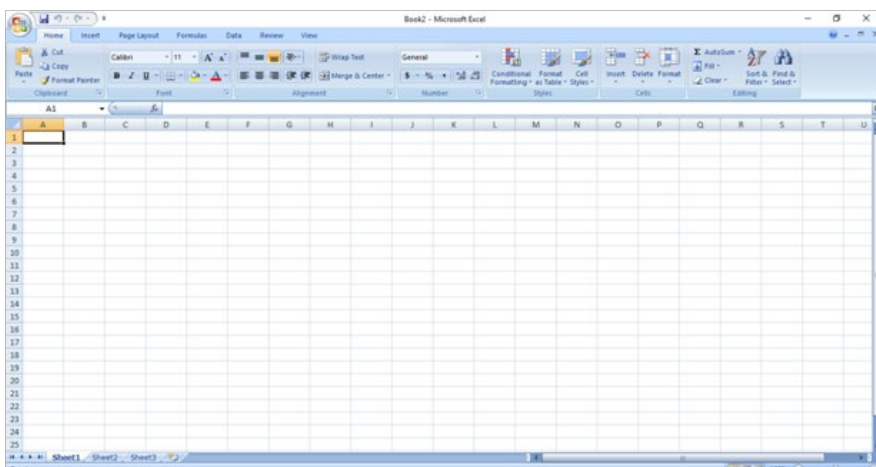 Book2 - Microsoft Excel
Home Insert Page Layout Formulas Data Review View
Cut
Copy
Format Painter
Paste
Clipboard
Calibri 11
B I U
Font
Wrap Text
Merge & Center
Alignment
General
$ % ,
Number
Conditional Formatting
Format as Table
Cell Styles
Styles
Insert Delete Format
Cells
Σ AutoSum
Fill
Clear
Sort & Filter
Find & Select
Editing
A1 fx
A B C D E F G H I J K L M N O P Q R S T U
1
2
3
4
5
6
7
8
9
10
11
12
13
14
15
16
17
18
19
20
21
22
23
24
25
Sheet1 Sheet2 Sheet3